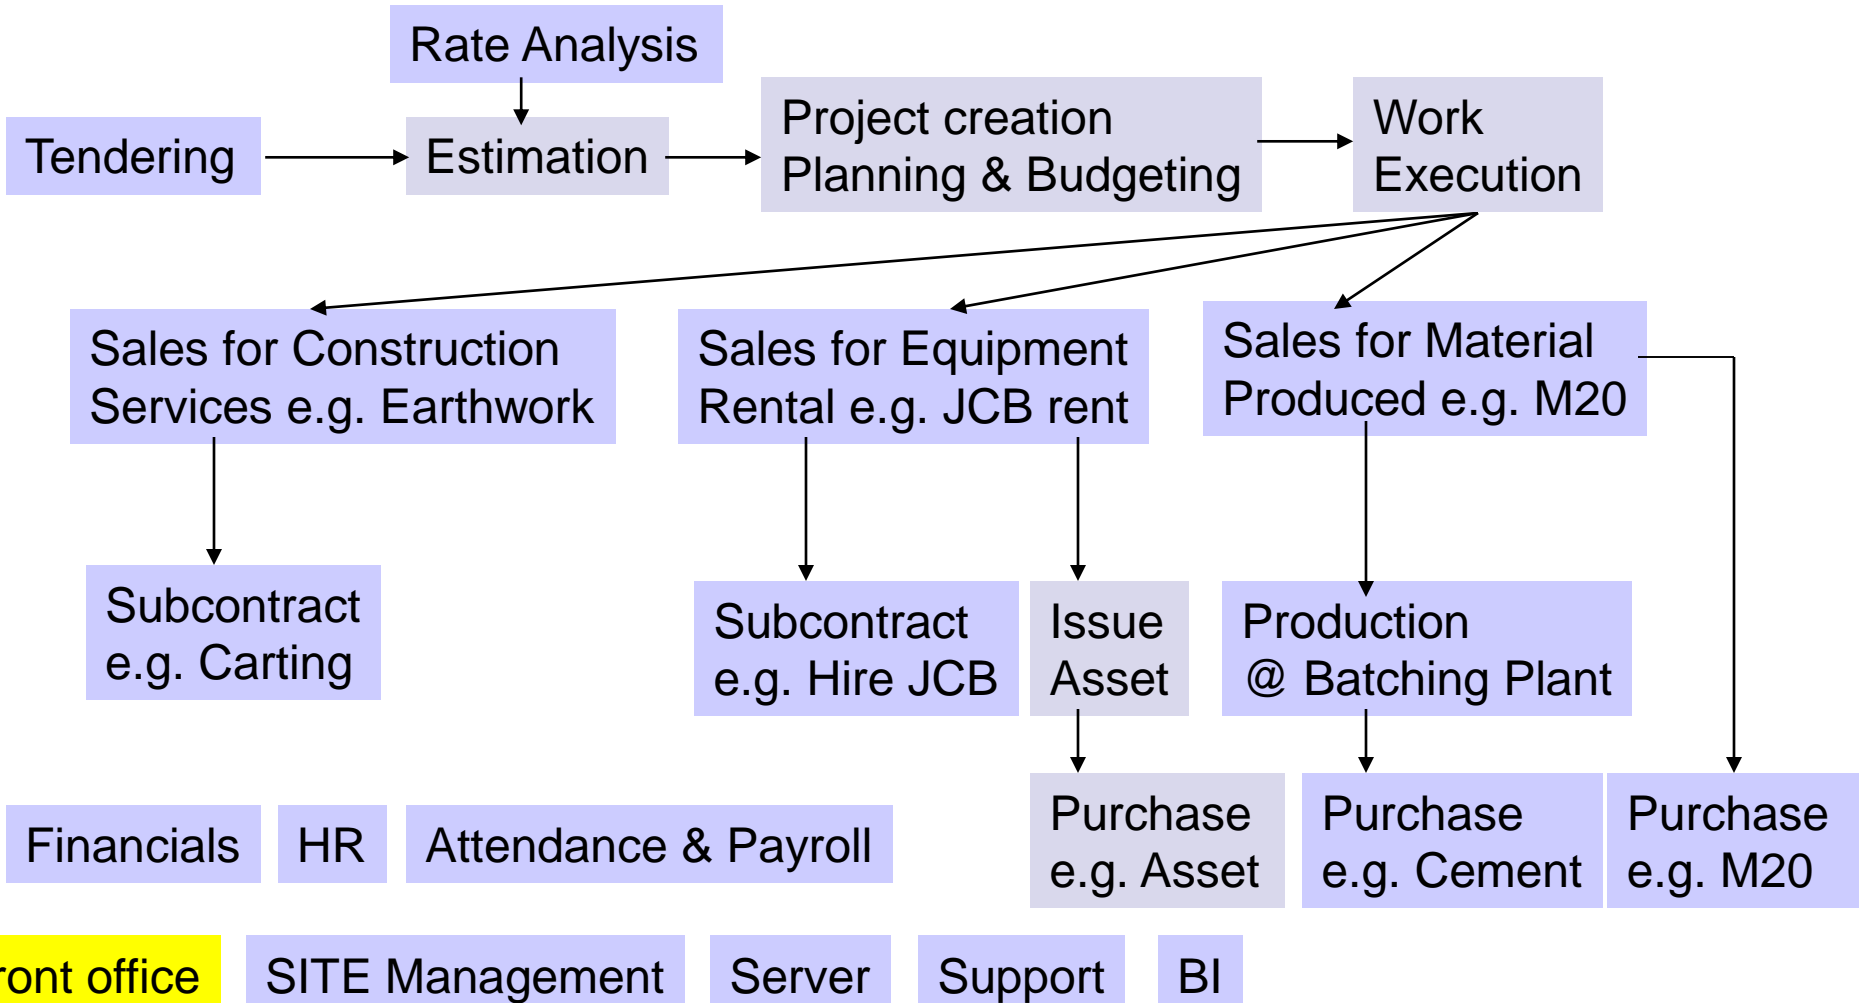 Rate Analysis
Tendering
Estimation
Project creation
Planning & Budgeting
Work
Execution
Sales for Construction
Services e.g. Earthwork
Sales for Equipment
Rental e.g. JCB rent
Sales for Material
Produced e.g. M20
Subcontract
e.g. Carting
Subcontract
e.g. Hire JCB
Issue
Asset
Production
@ Batching Plant
Purchase
e.g. Asset
Purchase
e.g. Cement
Purchase
e.g. M20
Financials
HR
Attendance & Payroll
ront office
SITE Management
Server
Support
BI